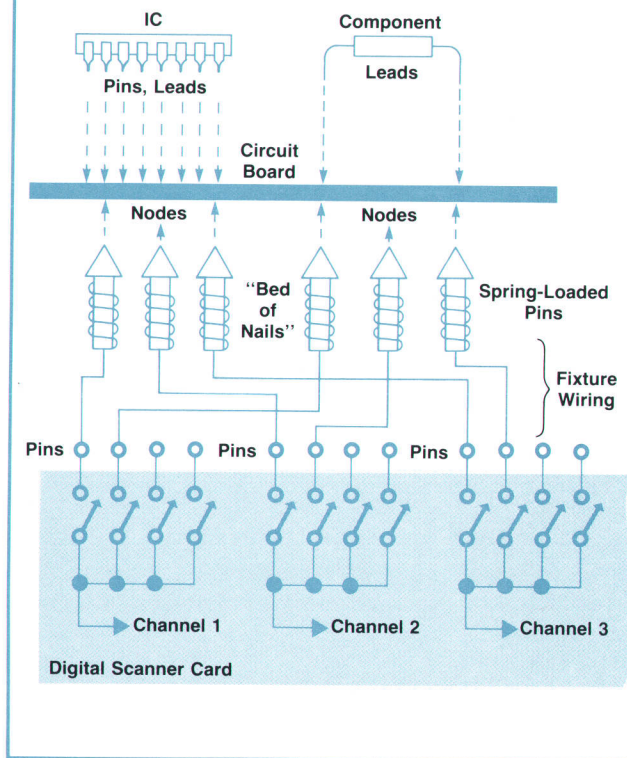 IC
Component
Pins, Leads
Leads
Circuit
Board
Nodes
Nodes
"Bed
of
Nails"
Spring-Loaded
Pins
Fixture
Wiring
Pins
Pins
Pins
Channel 1
Channel 2
Channel 3
Digital Scanner Card